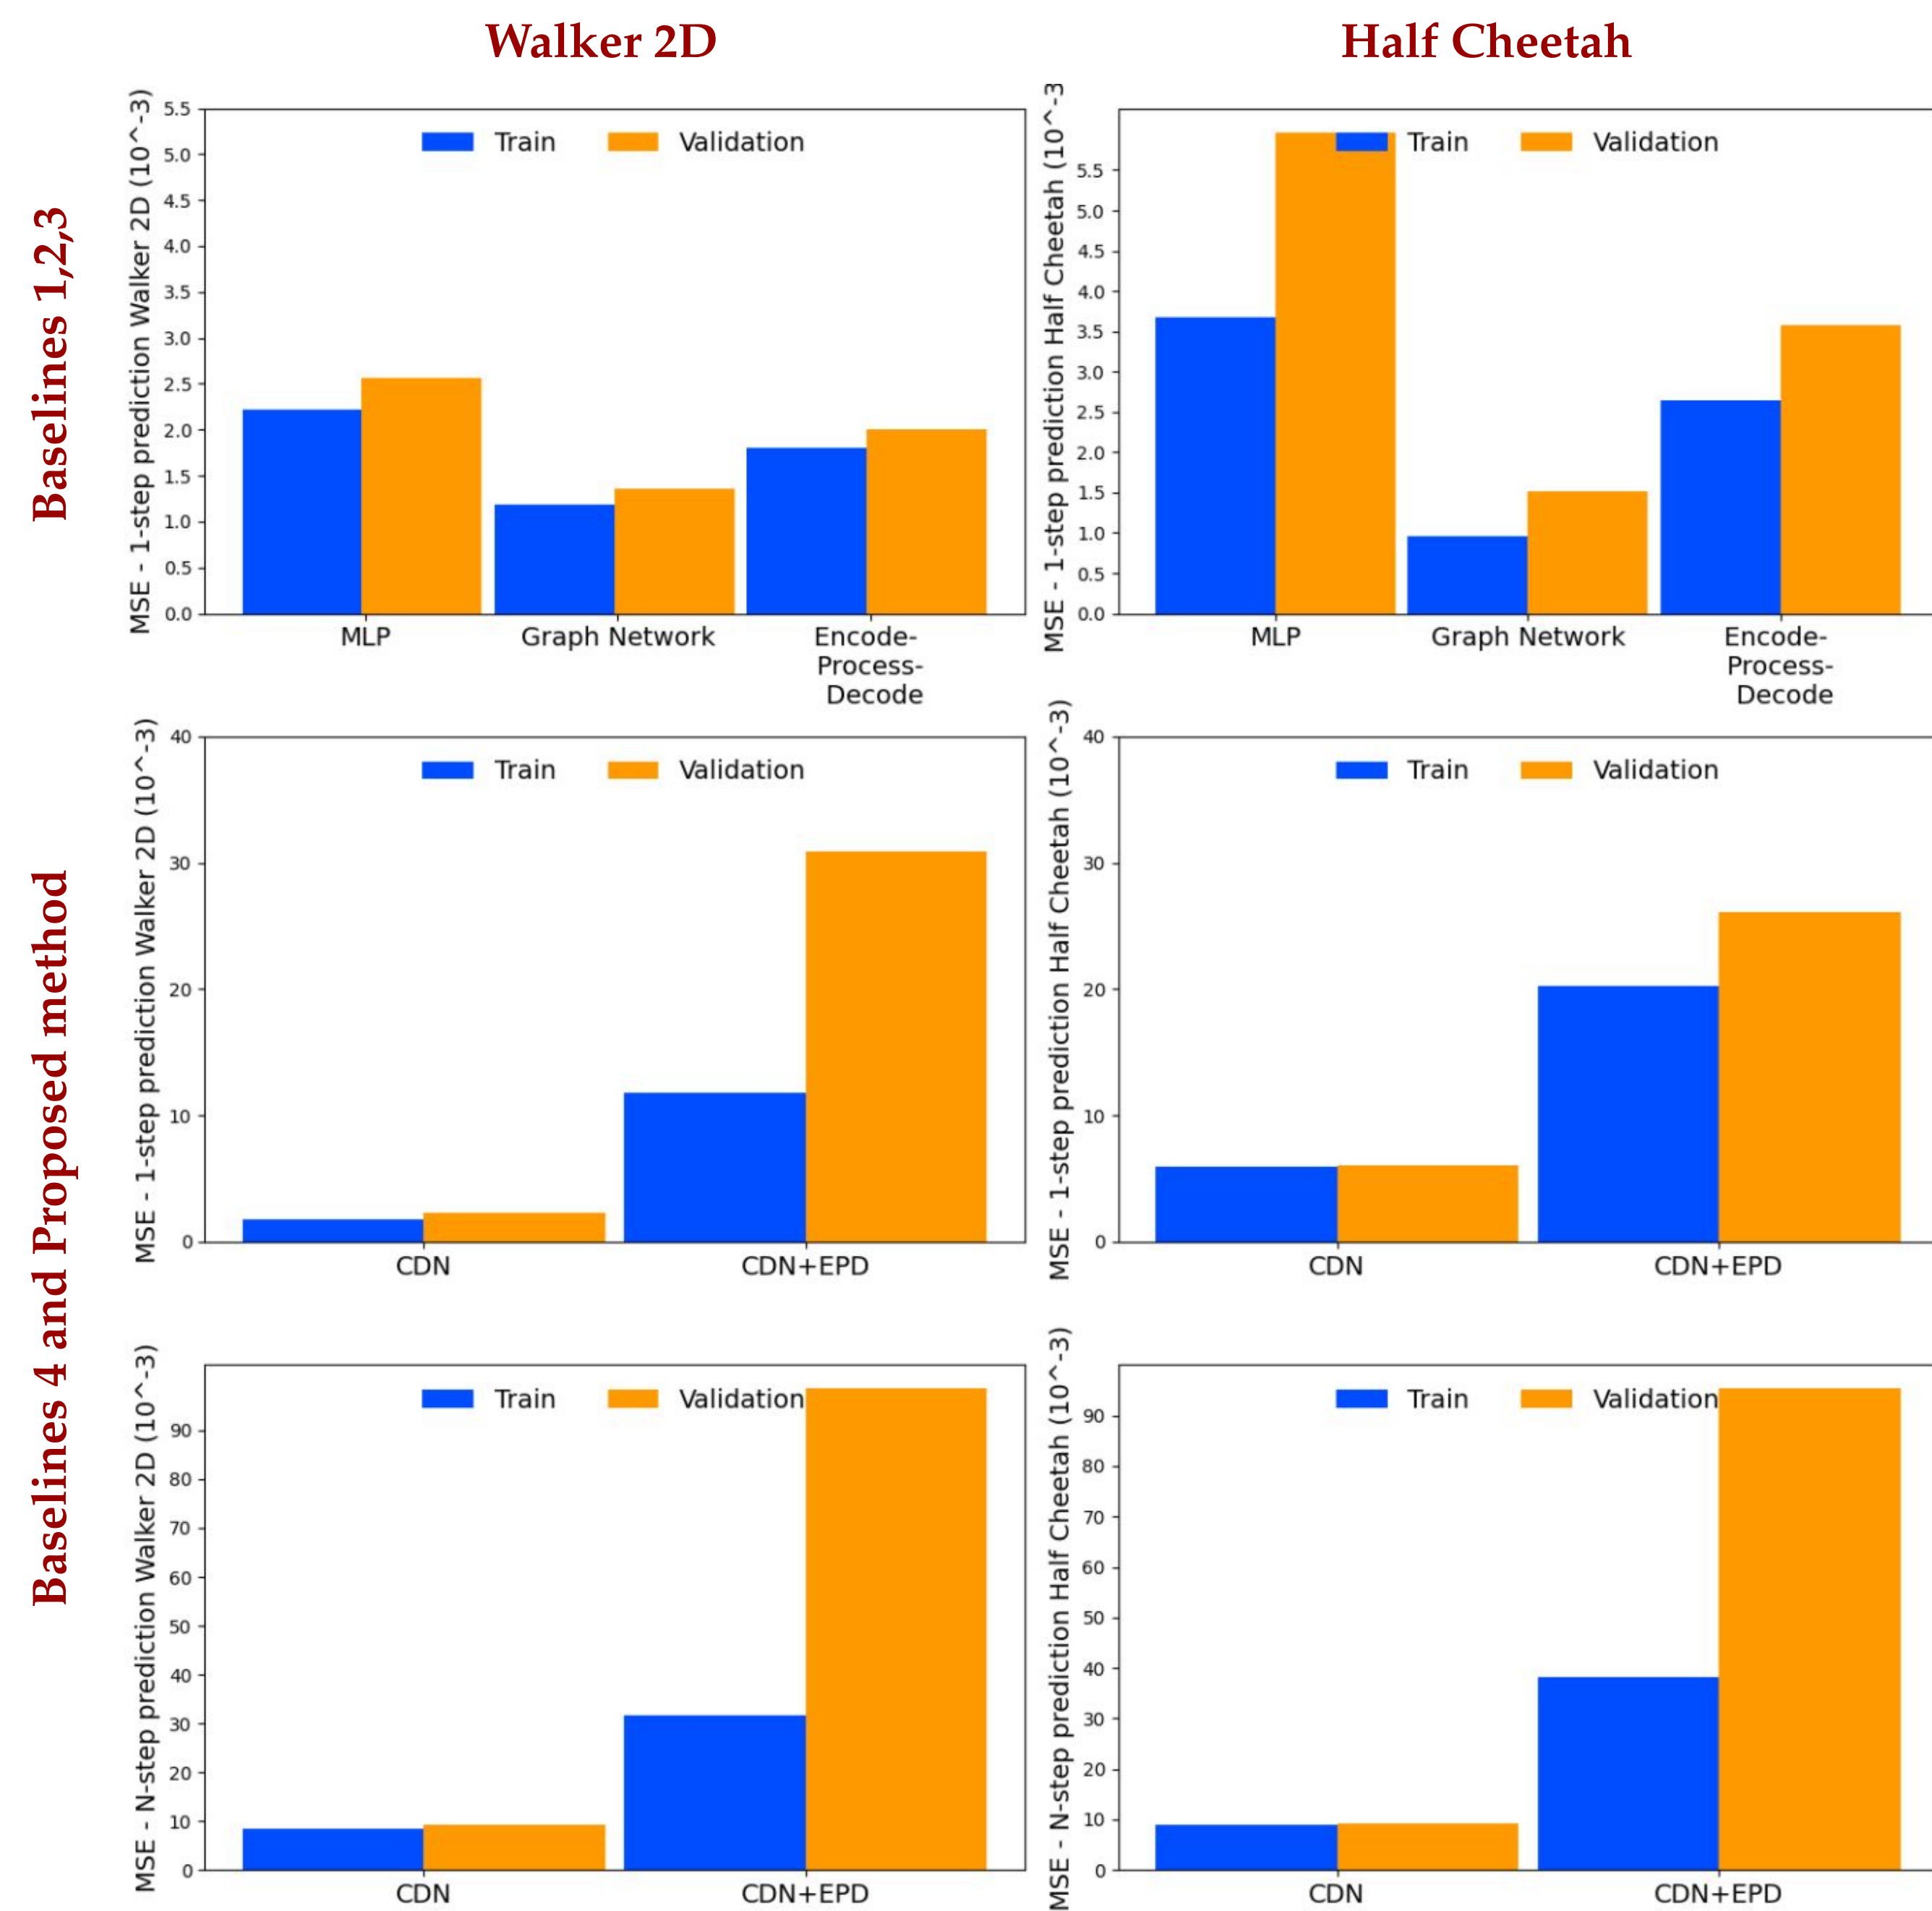 Walker 2D
Half Cheetah
Baselines 1,2,3
MSE - 1-step prediction Walker 2D (10^-3)
5.5
5.0
4.5
4.0
3.5
3.0
2.5
2.0
1.5
1.0
0.5
0.0
Train
Validation
MLP
Graph Network
Encode-
Process-
Decode
MSE - 1-step prediction Half Cheetah (10^-3
5.5
5.0
4.5
4.0
3.5
3.0
2.5
2.0
1.5
1.0
0.5
0.0
Train
Validation
MLP
Graph Network
Encode-
Process-
Decode
Baselines 4 and Proposed method
MSE - 1-step prediction Walker 2D (10^-3)
40
30
20
10
0
Train
Validation
CDN
CDN+EPD
MSE - 1-step prediction Half Cheetah (10^-3)
40
30
20
10
0
Train
Validation
CDN
CDN+EPD
MSE - N-step prediction Walker 2D (10^-3)
90
80
70
60
50
40
30
20
10
0
Train
Validation
CDN
CDN+EPD
MSE - N-step prediction Half Cheetah (10^-3)
90
80
70
60
50
40
30
20
10
0
Train
Validation
CDN
CDN+EPD